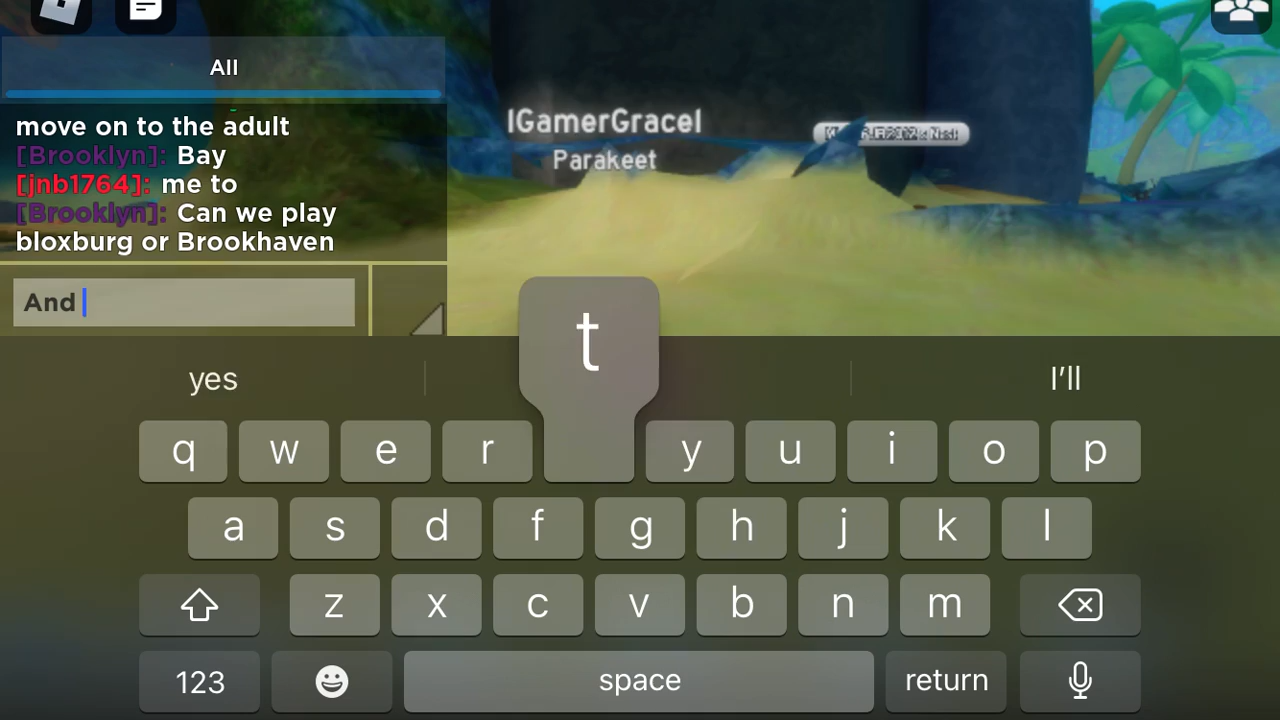 All
move on to the adult
[Brooklyn]: Bay
[jnb1764]: me to
[Brooklyn]: Can we play
bloxburg or Brookhaven
And
IGamerGraceI
Parakeet
yes
I'll
t
q w e r y u i o p
a s d f g h j k l
z x c v b n m
123 space return